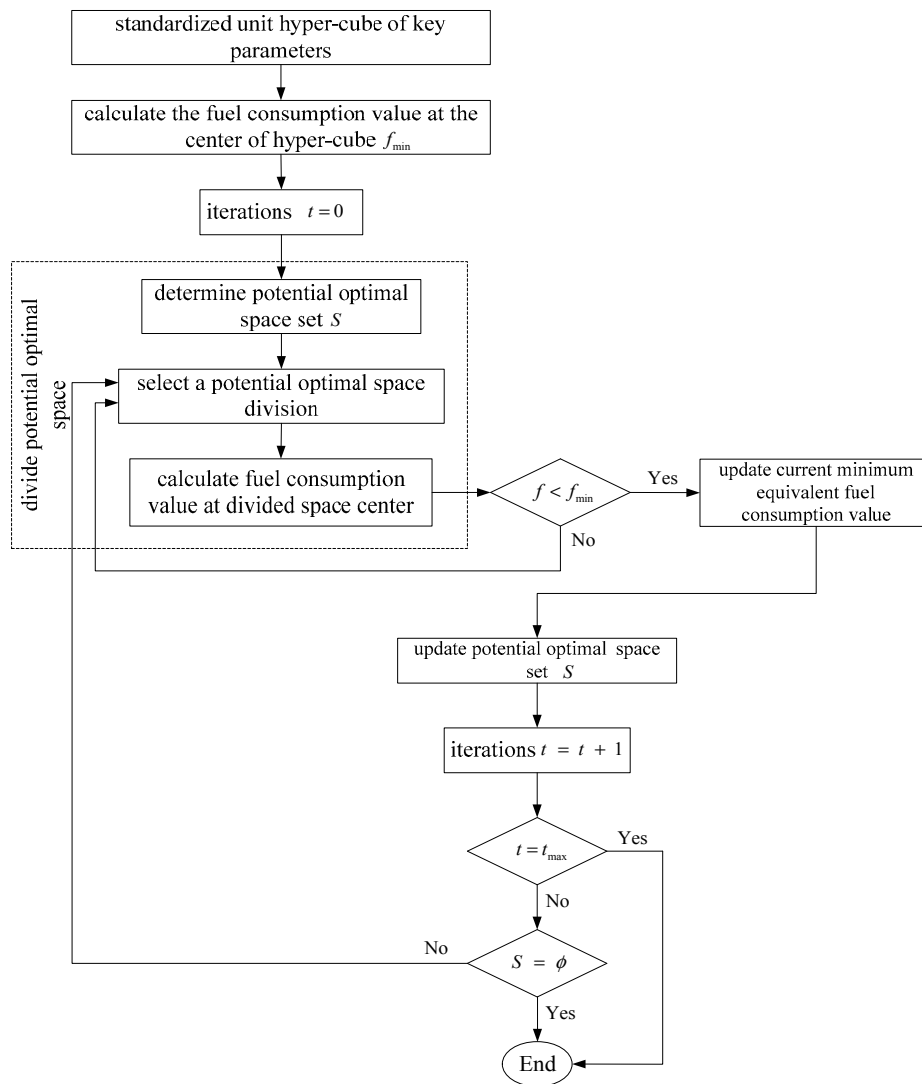 standardized unit hyper-cube of key
parameters
calculate the fuel consumption value at the
center of hyper-cube f_min
iterations t = 0
divide potential optimal
space
determine potential optimal
space set S
select a potential optimal space
division
calculate fuel consumption
value at divided space center
f < f_min
Yes
No
update current minimum
equivalent fuel
consumption value
update potential optimal space
set S
iterations t = t + 1
t = t_max
Yes
No
S = ϕ
No
Yes
End